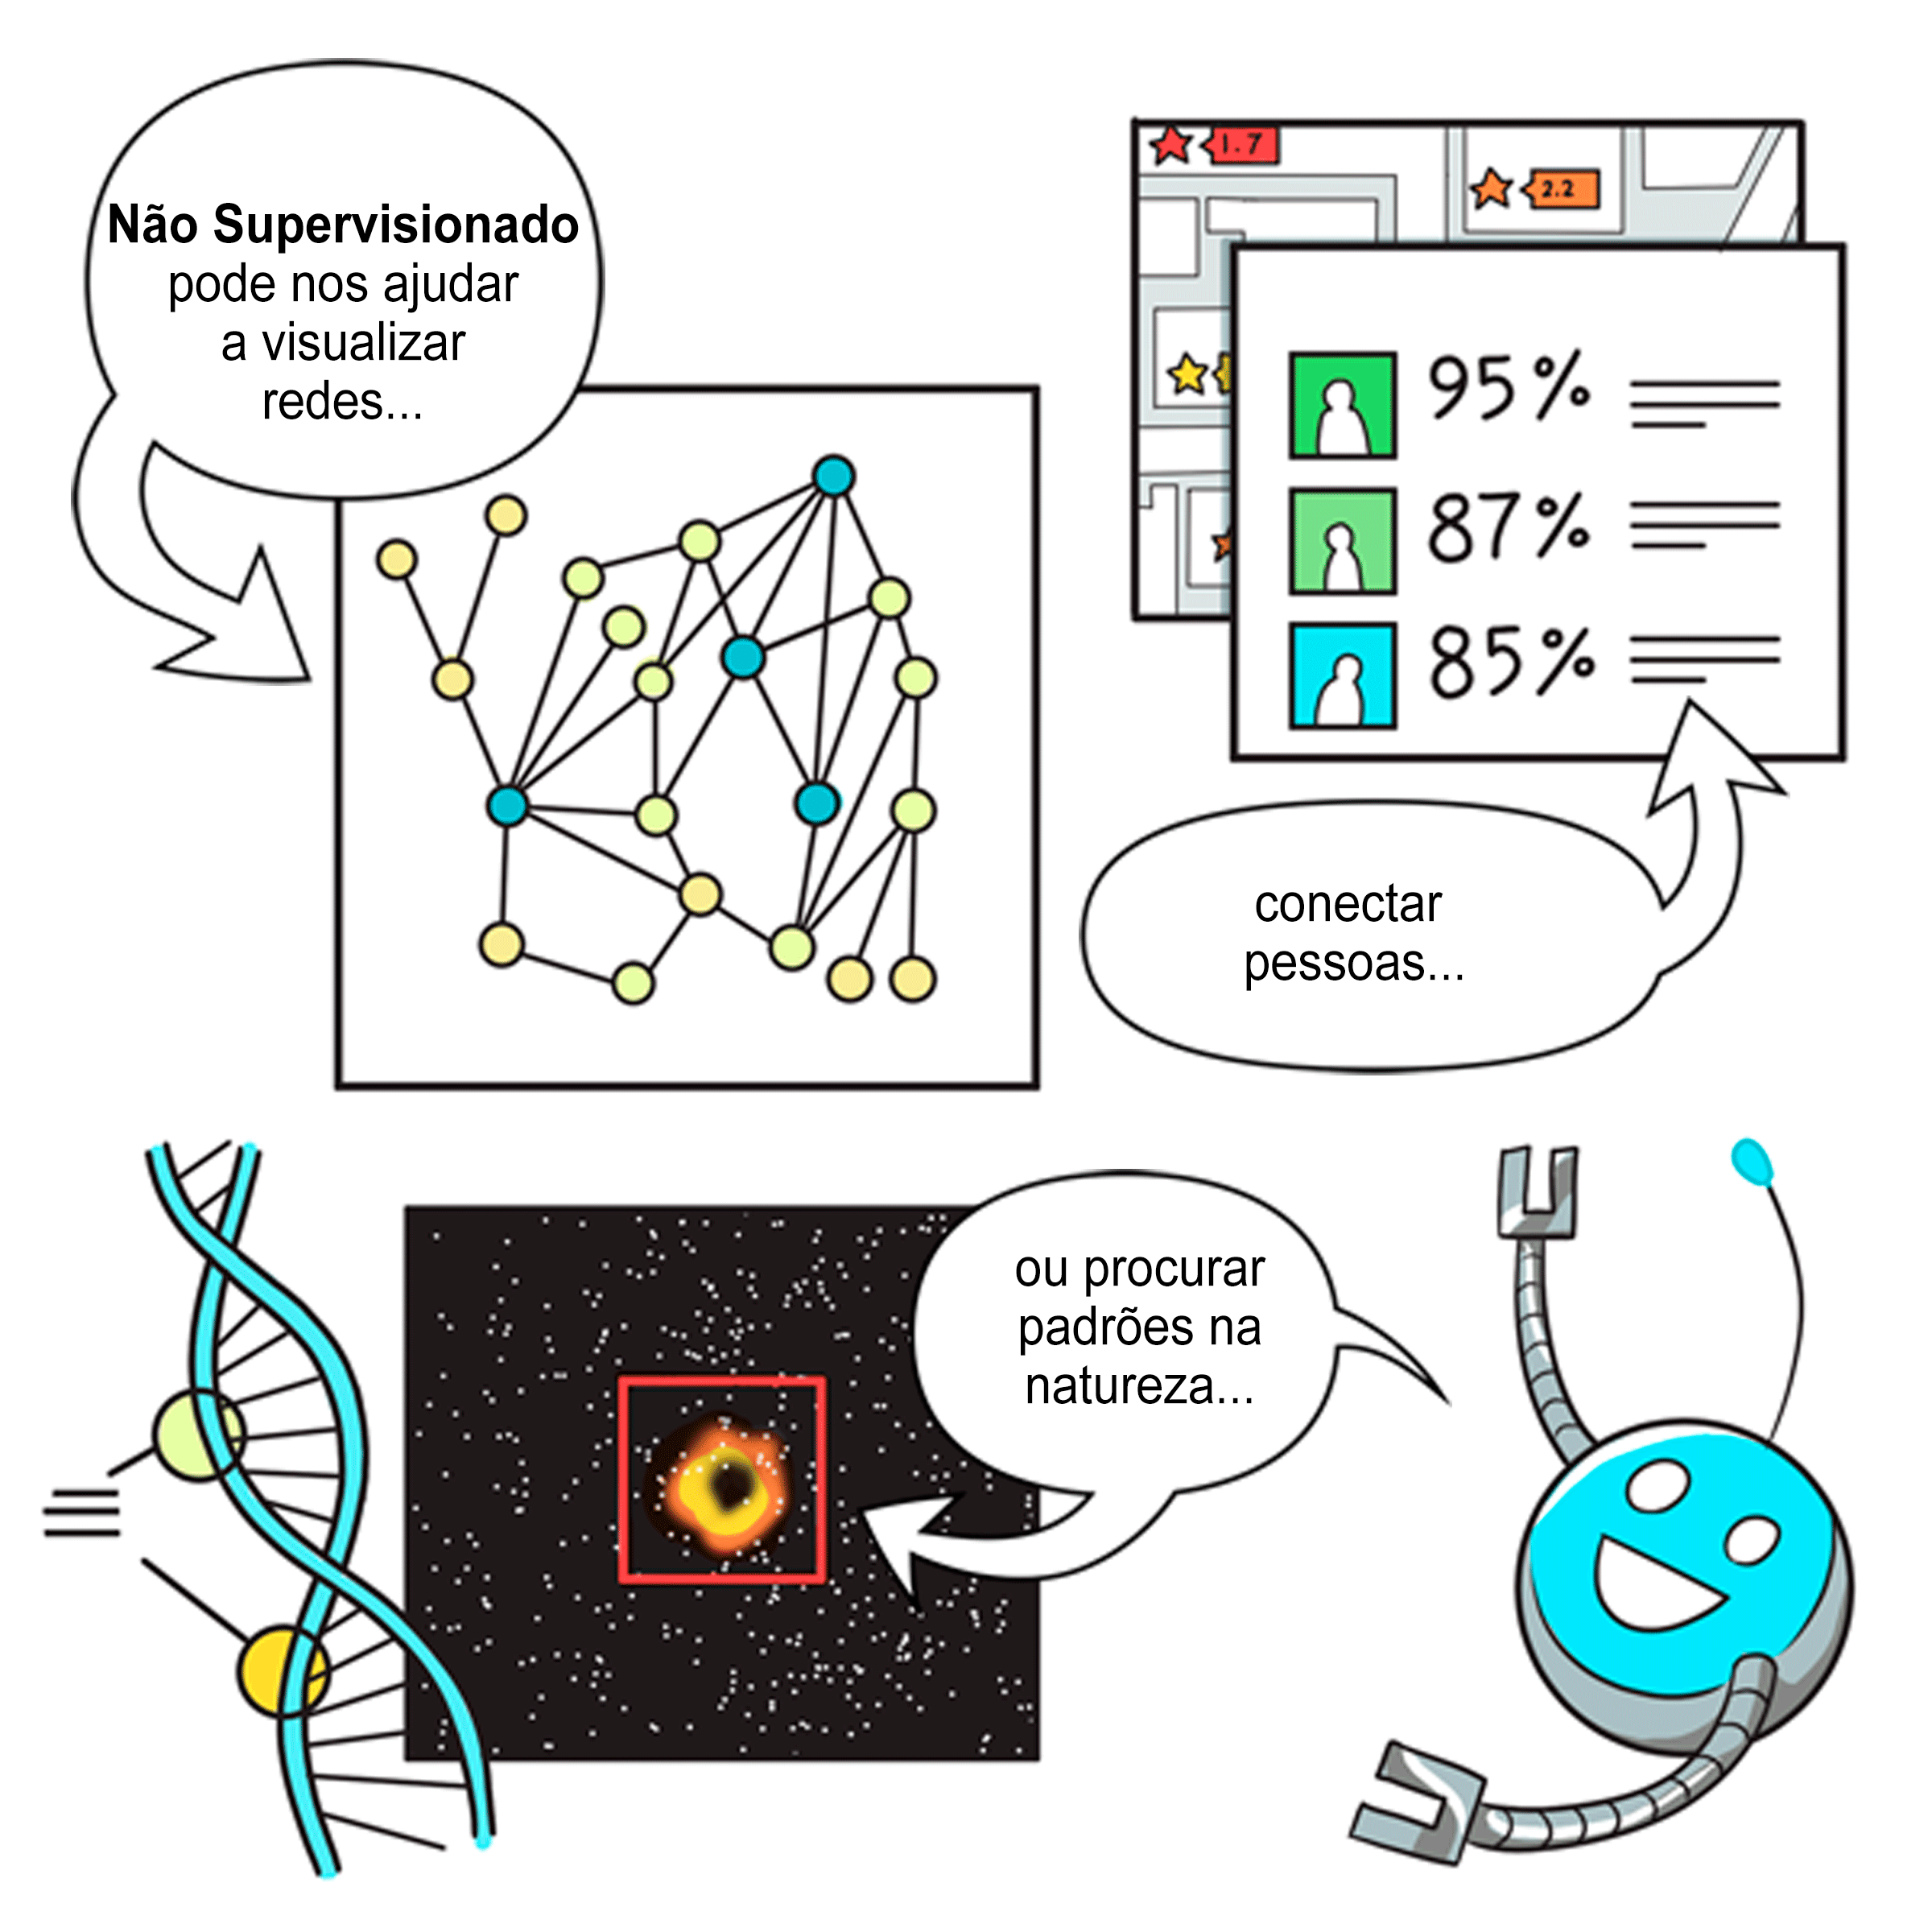 Não Supervisionado
pode nos ajudar
a visualizar
redes...
1.7
2.2
95%
87%
85%
conectar
pessoas...
ou procurar
padrões na
natureza...